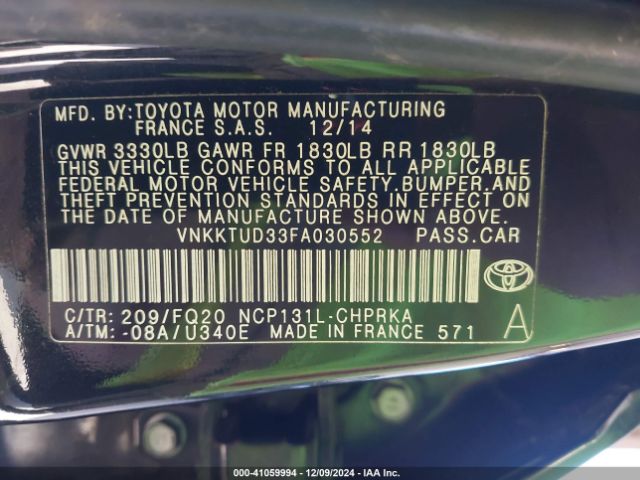 MFD. BY:TOYOTA MOTOR MANUFACTURING
FRANCE S.A.S. 12/14
GVWR 3330LB GAWR FR 1830LB RR 1830LB
THIS VEHICLE CONFORMS TO ALL APPLICABLE
FEDERAL MOTOR VEHICLE SAFETY.BUMPER.AND
THEFT PREVENTION STANDARDS IN EFFECT ON
THE DATE OF MANUFACTURE SHOWN ABOVE.
VNKKTUD33FA030552 PASS.CAR
C/TR: 209/FQ20 NCP131L-CHPRKA
A/TM: -08A/U340E MADE IN FRANCE 571
A
000-41059994 - 12/09/2024 - IAA Inc.